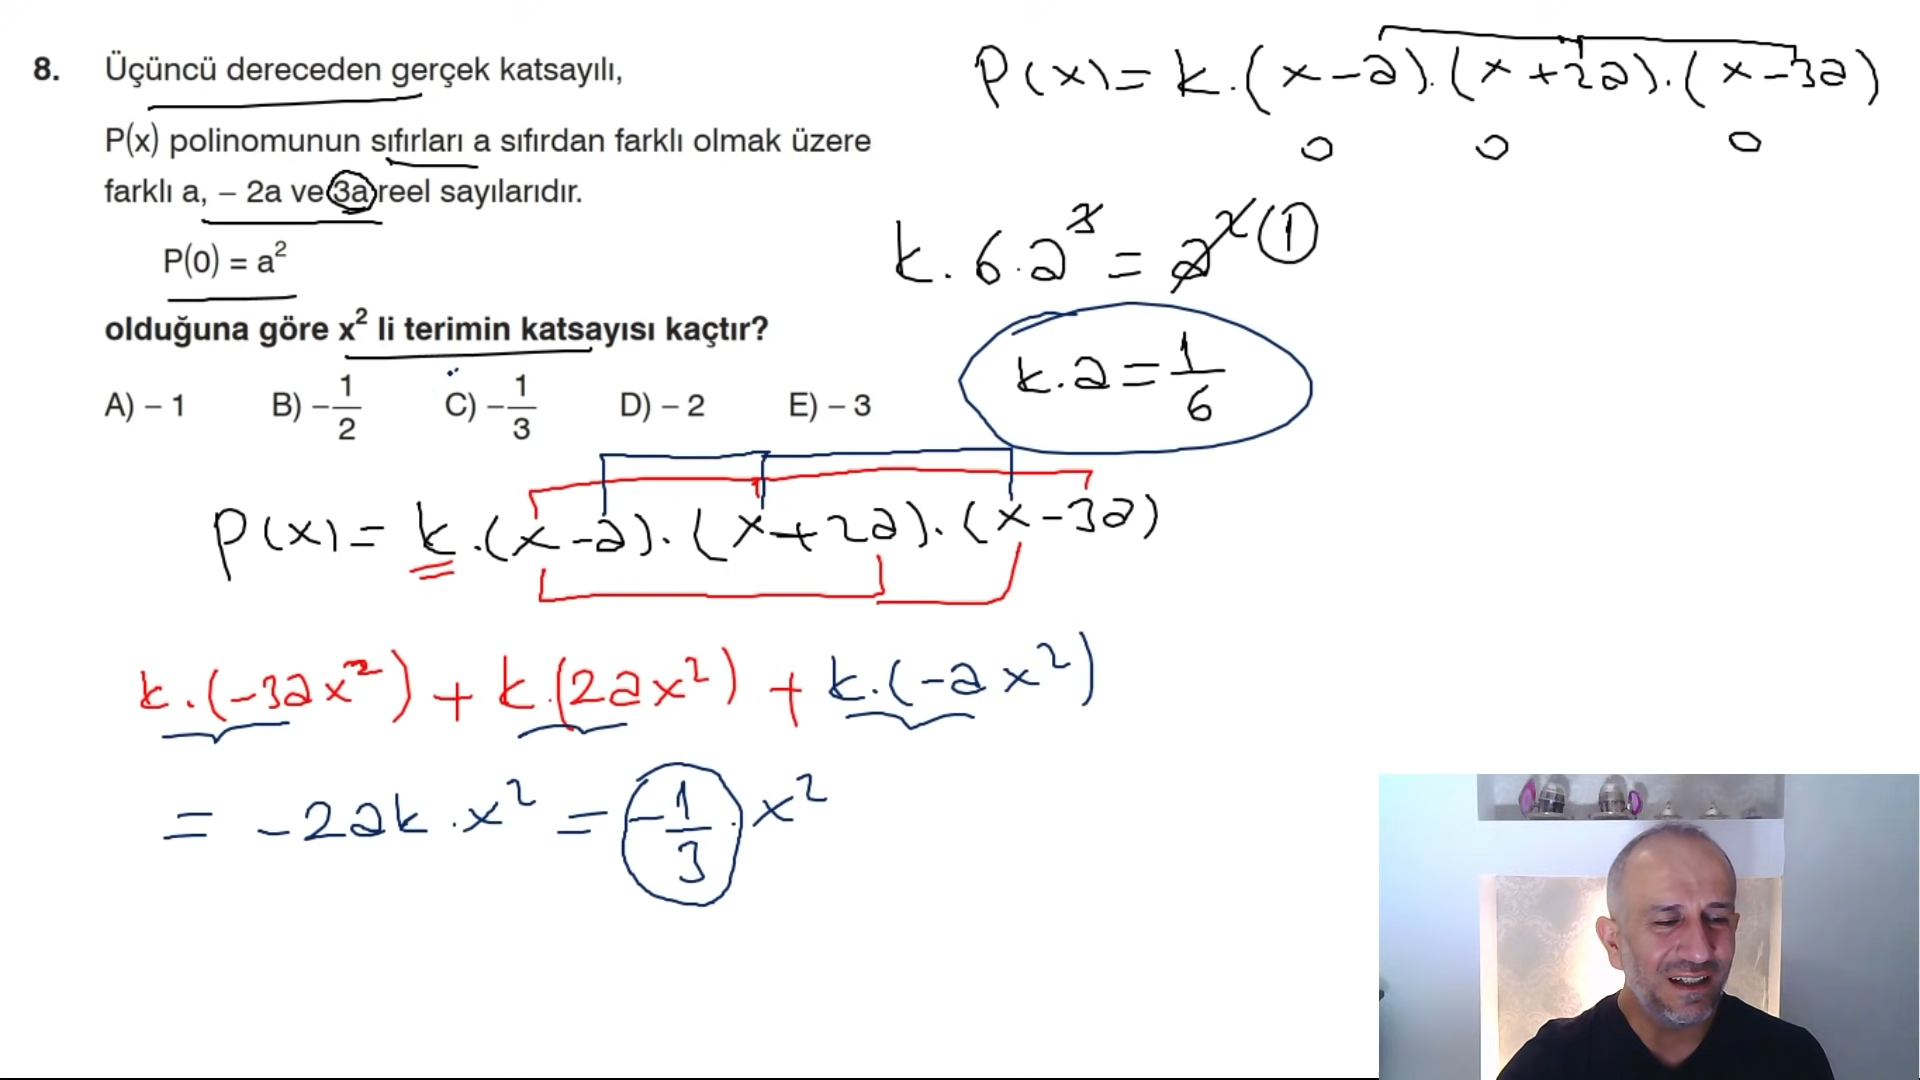 8. Üçüncü dereceden gerçek katsayılı,
P(x) polinomunun sıfırları a sıfırdan farklı olmak üzere
farklı a, – 2a ve 3a reel sayılarıdır.
P(0) = a²
olduğuna göre x² li terimin katsayısı kaçtır?
A) – 1 B) –1/2 C) –1/3 D) – 2 E) – 3
P(x) = k.(x-a).(x+2a).(x-3a)
0 0 0
k.6.a³ = a² 1
k.a = 1/6
P(x) = k.(x-a).(x+2a).(x-3a)
k.(-3ax²) + k.(2ax²) + k.(-ax²)
= -2ak.x² = -1/3.x²